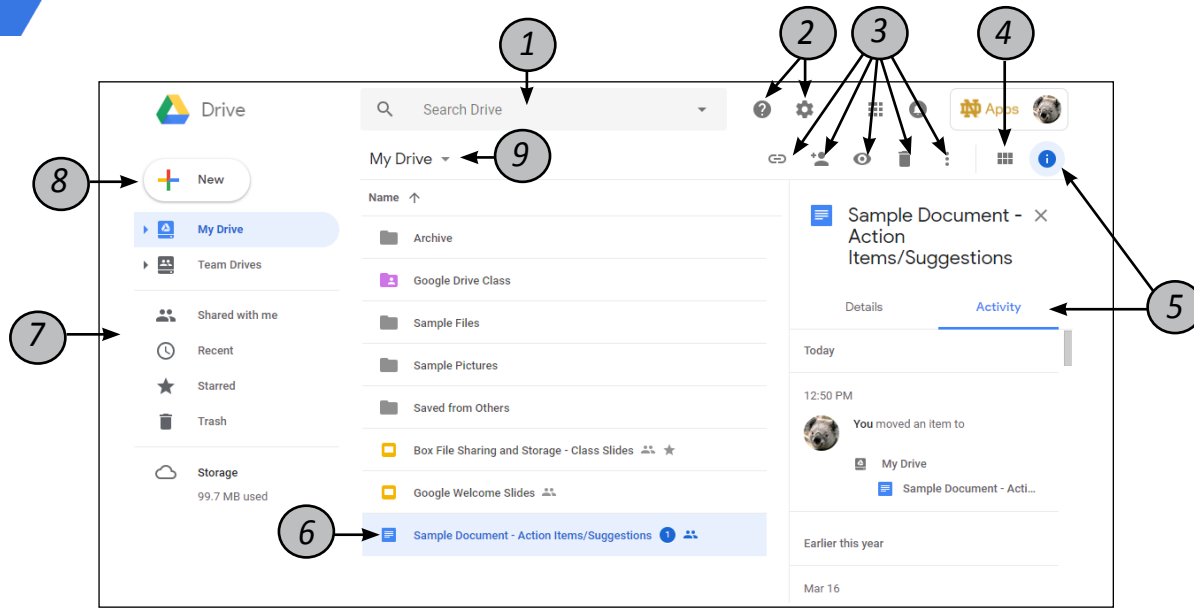 1
2
3
4
Drive
Search Drive
Apps
My Drive
9
8
New
Name
My Drive
Team Drives
Archive
Google Drive Class
Sample Files
Sample Pictures
Saved from Others
Box File Sharing and Storage - Class Slides
Google Welcome Slides
6
Sample Document - Action Items/Suggestions 1
7
Shared with me
Recent
Starred
Trash
Storage
99.7 MB used
Sample Document -
Action
Items/Suggestions
5
Details
Activity
Today
12:50 PM
You moved an item to
My Drive
Sample Document - Acti...
Earlier this year
Mar 16